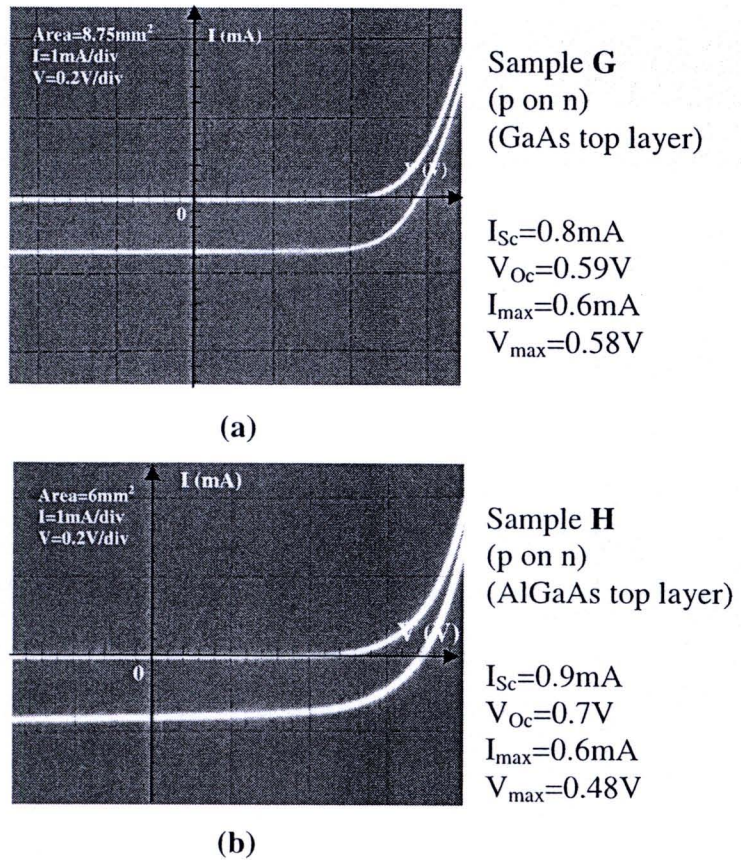 Area=8.75mm²
I=1mA/div
V=0.2V/div
I (mA)
V (V)
0
Sample G
(p on n)
(GaAs top layer)
I_Sc=0.8mA
V_Oc=0.59V
I_max=0.6mA
V_max=0.58V
(a)
Area=6mm²
I=1mA/div
V=0.2V/div
I (mA)
V (V)
0
Sample H
(p on n)
(AlGaAs top layer)
I_Sc=0.9mA
V_Oc=0.7V
I_max=0.6mA
V_max=0.48V
(b)